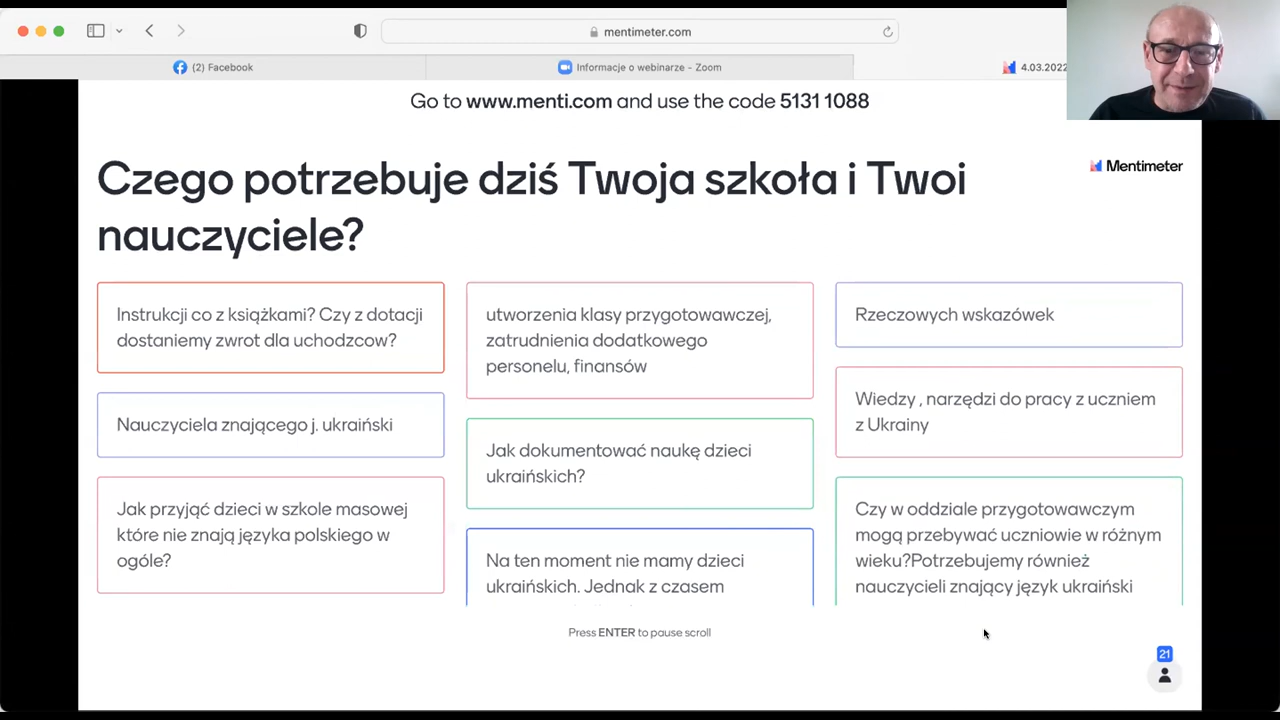 mentimeter.com
(2) Facebook
Informacje o webinarze - Zoom
4.03.2022
Go to www.menti.com and use the code 5131 1088
Mentimeter
Czego potrzebuje dziś Twoja szkoła i Twoi
nauczyciele?
Instrukcji co z książkami? Czy z dotacji
dostaniemy zwrot dla uchodzcow?
Nauczyciela znającego j. ukraiński
Jak przyjąć dzieci w szkole masowej
które nie znają języka polskiego w
ogóle?
utworzenia klasy przygotowawczej,
zatrudnienia dodatkowego
personelu, finansów
Jak dokumentować naukę dzieci
ukraińskich?
Na ten moment nie mamy dzieci
ukraińskich. Jednak z czasem
Rzeczowych wskazówek
Wiedzy , narzędzi do pracy z uczniem
z Ukrainy
Czy w oddziale przygotowawczym
mogą przebywać uczniowie w różnym
wieku?Potrzebujemy również
nauczycieli znający język ukraiński
Press ENTER to pause scroll
21